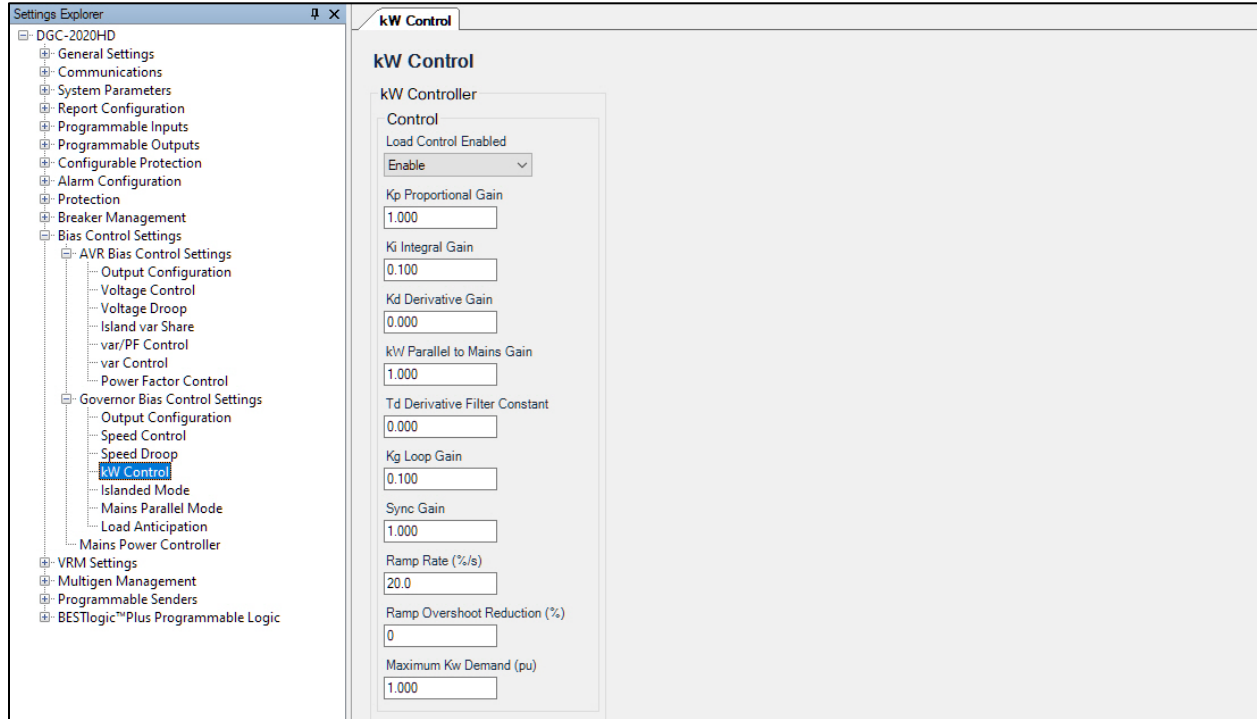 Settings Explorer
DGC-2020HD
General Settings
Communications
System Parameters
Report Configuration
Programmable Inputs
Programmable Outputs
Configurable Protection
Alarm Configuration
Protection
Breaker Management
Bias Control Settings
AVR Bias Control Settings
Output Configuration
Voltage Control
Voltage Droop
Island var Share
var/PF Control
var Control
Power Factor Control
Governor Bias Control Settings
Output Configuration
Speed Control
Speed Droop
kW Control
Islanded Mode
Mains Parallel Mode
Load Anticipation
Mains Power Controller
VRM Settings
Multigen Management
Programmable Senders
BESTlogic™Plus Programmable Logic
kW Control
kW Control
kW Controller
Control
Load Control Enabled
Enable
Kp Proportional Gain
1.000
Ki Integral Gain
0.100
Kd Derivative Gain
0.000
kW Parallel to Mains Gain
1.000
Td Derivative Filter Constant
0.000
Kg Loop Gain
0.100
Sync Gain
1.000
Ramp Rate (%/s)
20.0
Ramp Overshoot Reduction (%)
0
Maximum Kw Demand (pu)
1.000